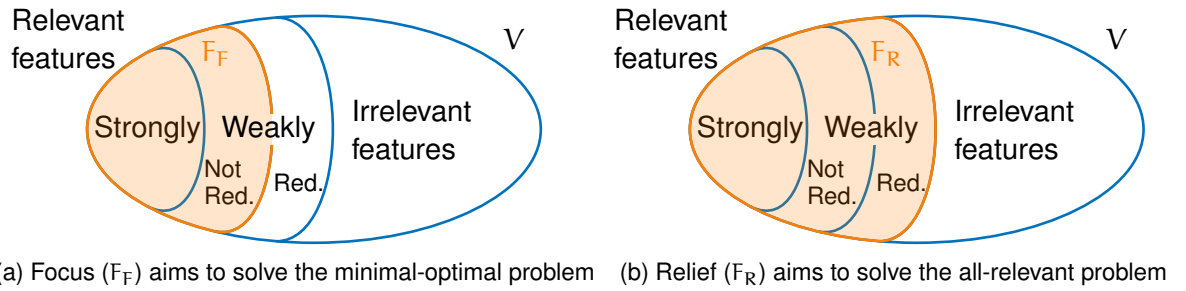 Relevant
features
F_F
V
Strongly
Weakly
Irrelevant
features
Not
Red.
Red.
(a) Focus (F_F) aims to solve the minimal-optimal problem
Relevant
features
F_R
V
Strongly
Weakly
Irrelevant
features
Not
Red.
Red.
(b) Relief (F_R) aims to solve the all-relevant problem